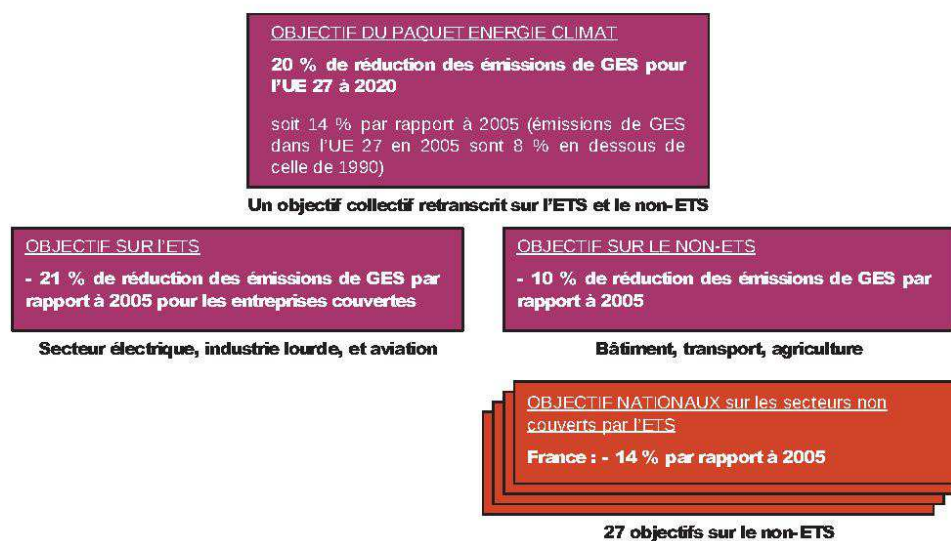 OBJECTIF DU PAQUET ENERGIE CLIMAT
20 % de réduction des émissions de GES pour
l'UE 27 à 2020
soit 14 % par rapport à 2005 (émissions de GES
dans l'UE 27 en 2005 sont 8 % en dessous de
celle de 1990)
Un objectif collectif retranscrit sur l'ETS et le non-ETS
OBJECTIF SUR l'ETS
- 21 % de réduction des émissions de GES par
rapport à 2005 pour les entreprises couvertes
Secteur électrique, industrie lourde, et aviation
OBJECTIF SUR LE NON-ETS
- 10 % de réduction des émissions de GES par
rapport à 2005
Bâtiment, transport, agriculture
OBJECTIF NATIONAUX sur les secteurs non
couverts par l'ETS
France : - 14 % par rapport à 2005
27 objectifs sur le non-ETS